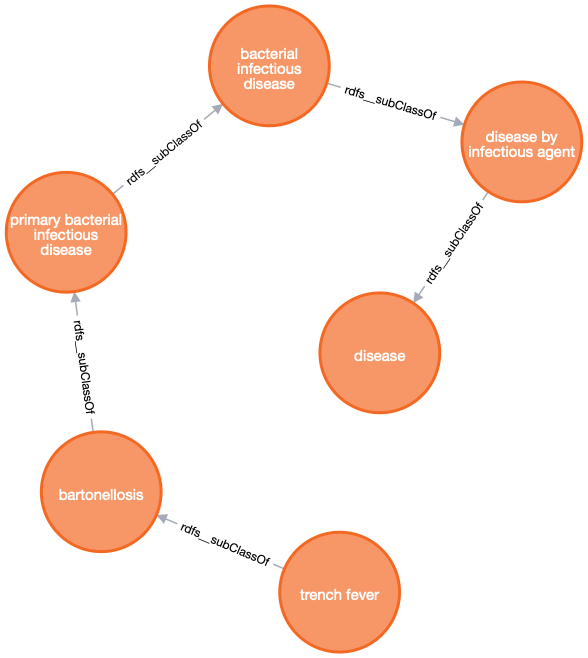 bacterial
infectious
disease
rdfs__subClassOf
disease by
infectious agent
rdfs__subClassOf
primary bacterial
infectious
disease
rdfs__subClassOf
disease
rdfs__subClassOf
bartonellosis
rdfs__subClassOf
trench fever